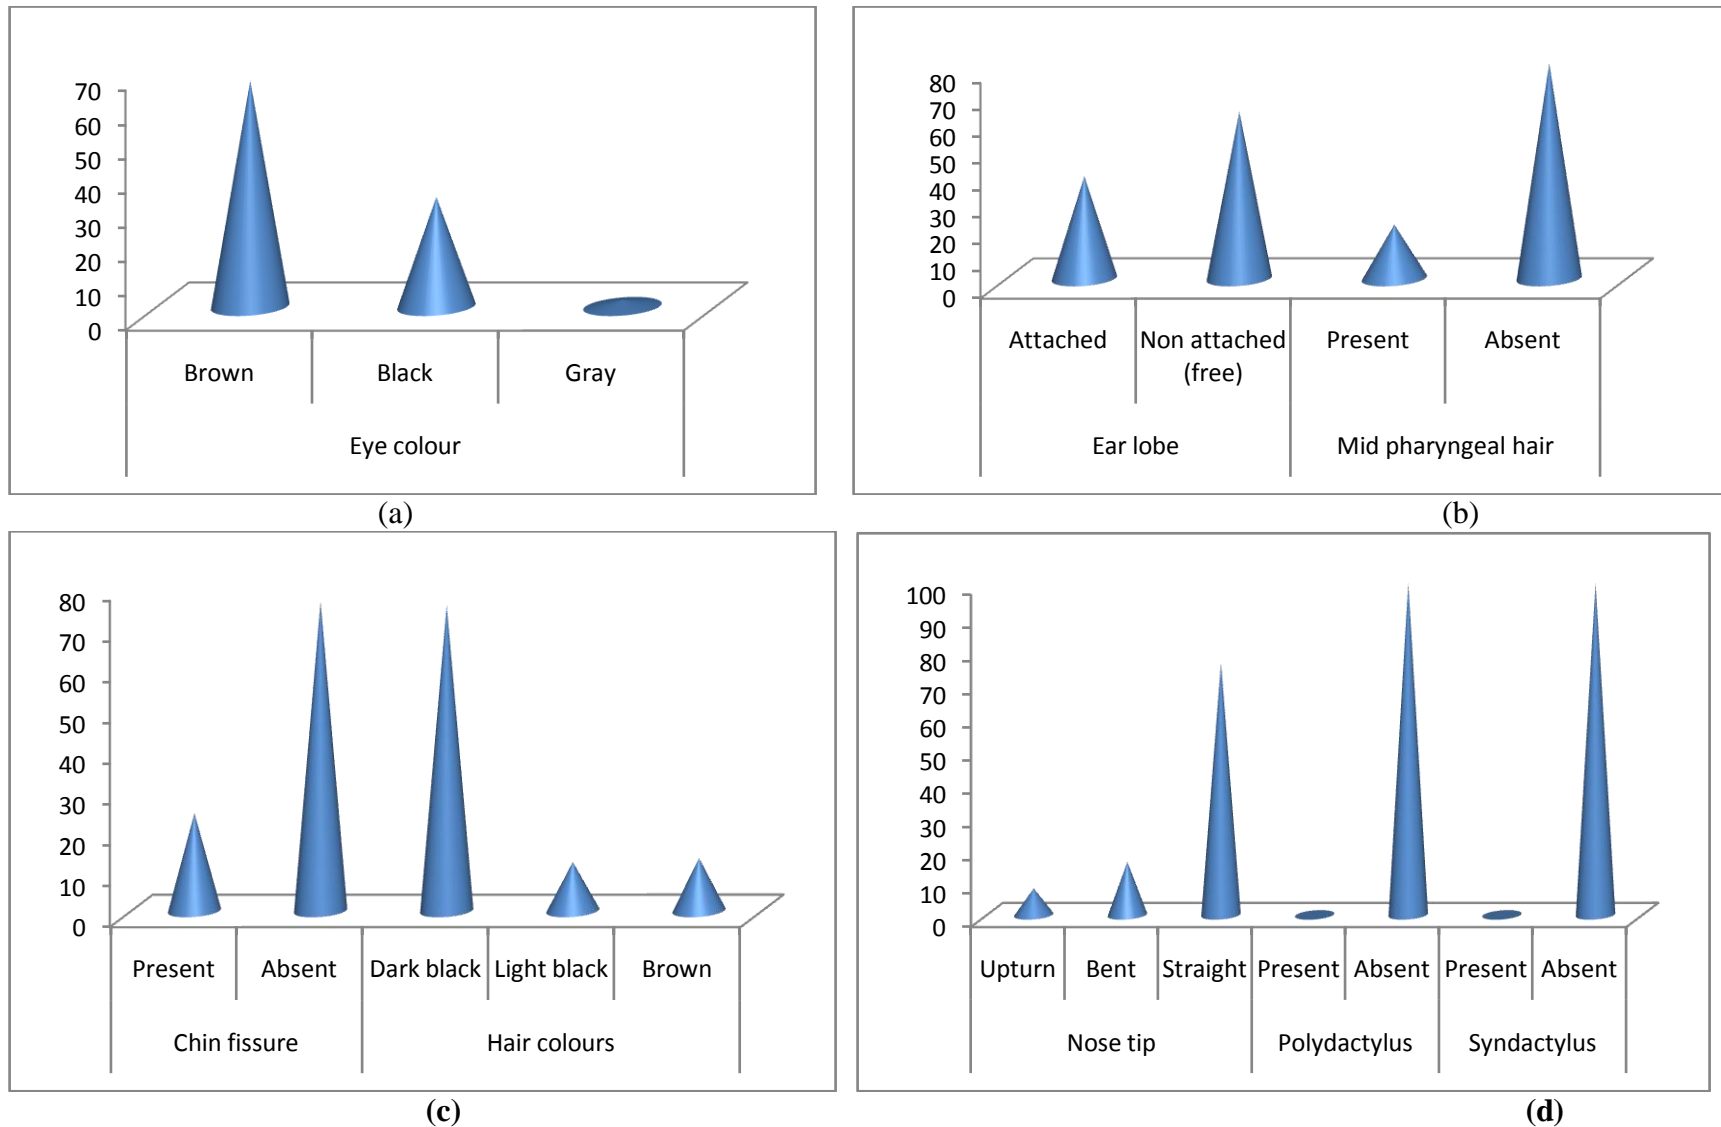 70
60
50
40
30
20
10
0
Brown Black Gray
Eye colour
(a)
80
70
60
50
40
30
20
10
0
Attached Non attached Present Absent
(free)
Ear lobe Mid pharyngeal hair
(b)
80
70
60
50
40
30
20
10
0
Present Absent Dark black Light black Brown
Chin fissure Hair colours
(c)
100
90
80
70
60
50
40
30
20
10
0
Upturn Bent Straight Present Absent Present Absent
Nose tip Polydactylus Syndactylus
(d)